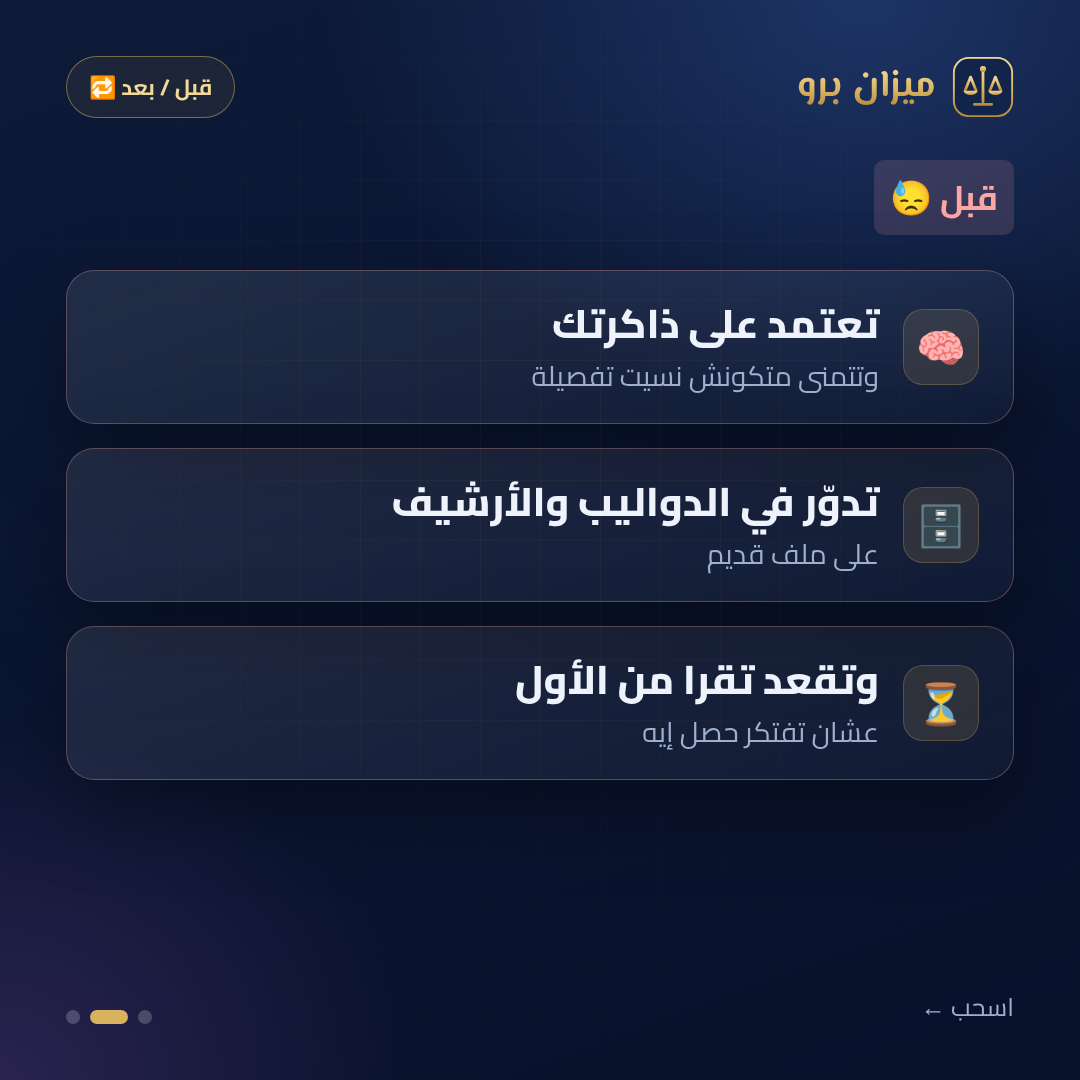 ميزان برو
قبل / بعد 🔁
قبل 😓
تعتمد على ذاكرتك
وتتمنى متكونش نسيت تفصيلة
تدوّر في الدواليب والأرشيف
على ملف قديم
وتقعد تقرا من الأول
عشان تفتكر حصل إيه
اسحب ←